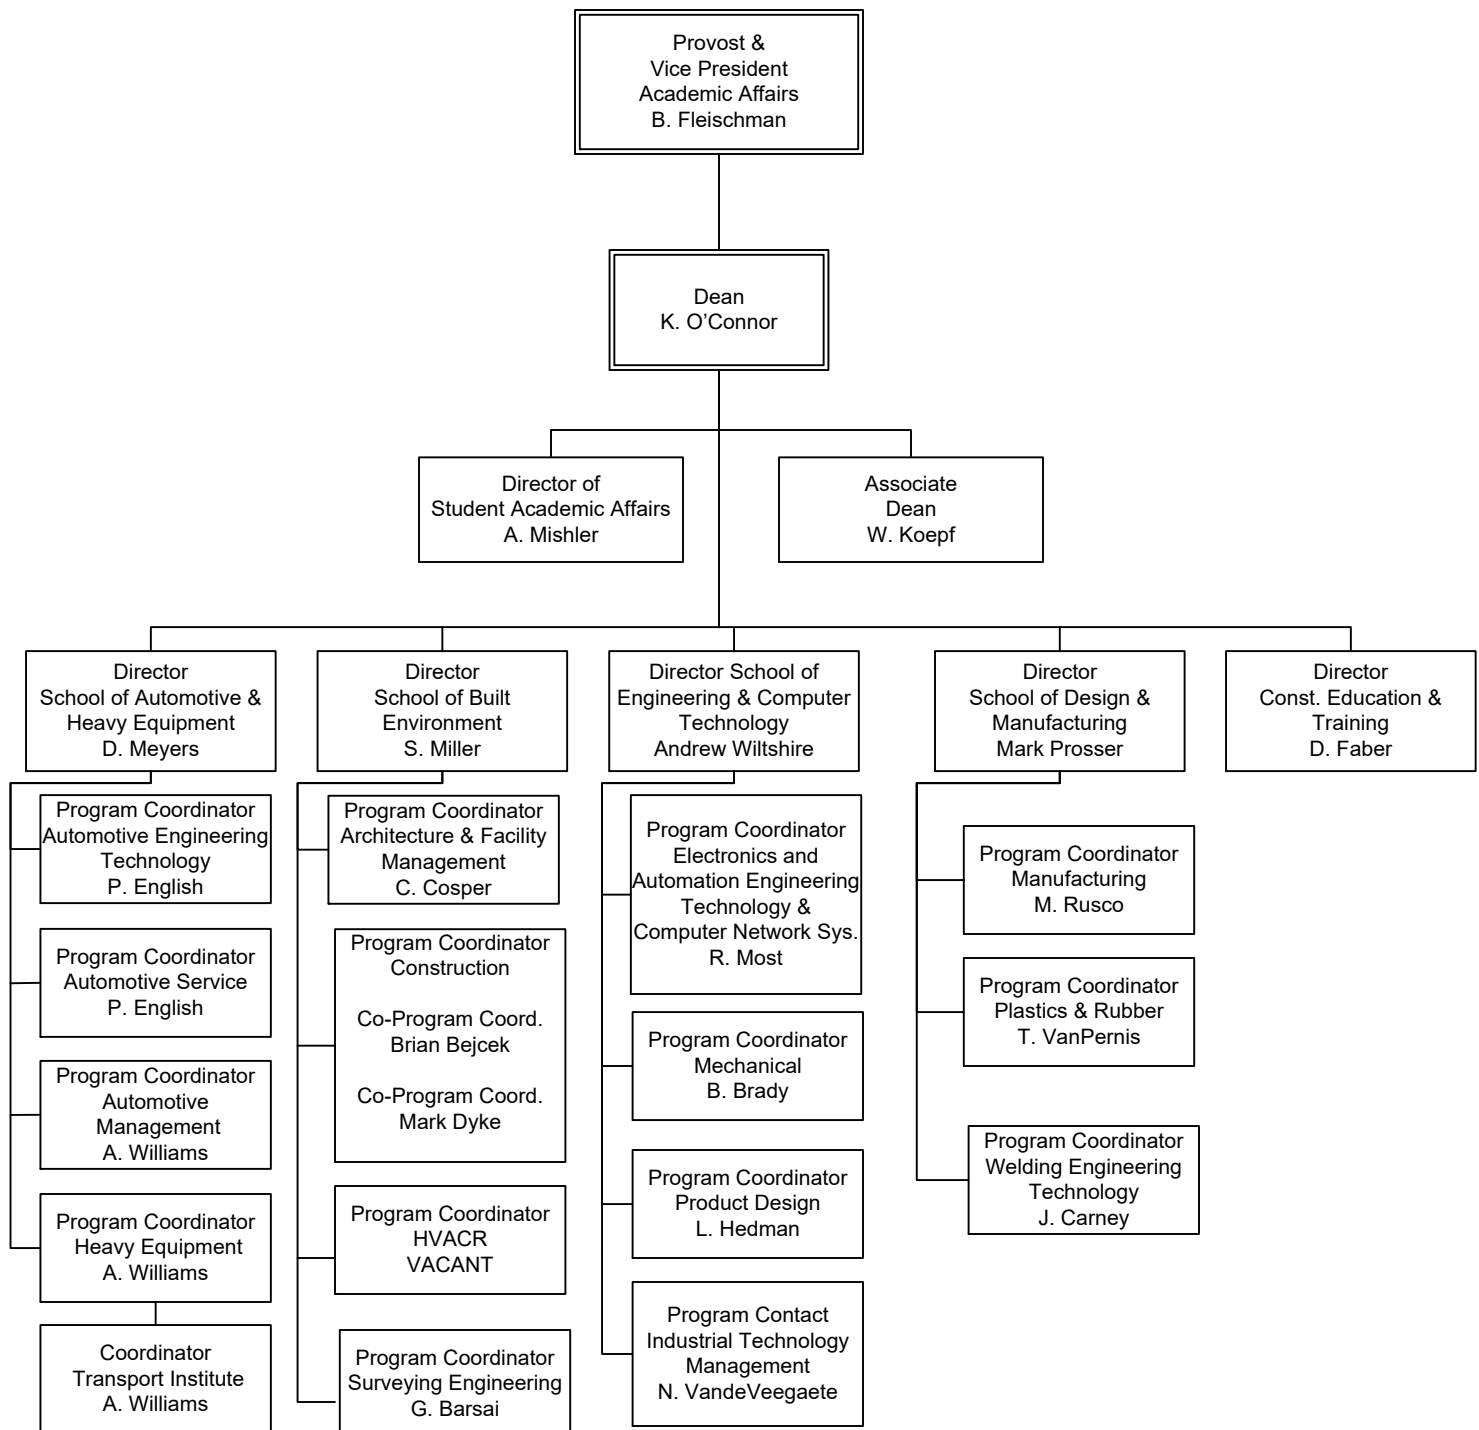 Provost &
Vice President
Academic Affairs
B. Fleischman
Dean
K. O’Connor
Director of
Student Academic Affairs
A. Mishler
Associate
Dean
W. Koepf
Director
School of Automotive &
Heavy Equipment
D. Meyers
Director
School of Built
Environment
S. Miller
Director School of
Engineering & Computer
Technology
Andrew Wiltshire
Director
School of Design &
Manufacturing
Mark Prosser
Director
Const. Education &
Training
D. Faber
Program Coordinator
Automotive Engineering
Technology
P. English
Program Coordinator
Automotive Service
P. English
Program Coordinator
Automotive
Management
A. Williams
Program Coordinator
Heavy Equipment
A. Williams
Coordinator
Transport Institute
A. Williams
Program Coordinator
Architecture & Facility
Management
C. Cosper
Program Coordinator
Construction
Co-Program Coord.
Brian Bejcek
Co-Program Coord.
Mark Dyke
Program Coordinator
HVACR
VACANT
Program Coordinator
Surveying Engineering
G. Barsai
Program Coordinator
Electronics and
Automation Engineering
Technology &
Computer Network Sys.
R. Most
Program Coordinator
Mechanical
B. Brady
Program Coordinator
Product Design
L. Hedman
Program Contact
Industrial Technology
Management
N. VandeVeegaete
Program Coordinator
Manufacturing
M. Rusco
Program Coordinator
Plastics & Rubber
T. VanPernis
Program Coordinator
Welding Engineering
Technology
J. Carney